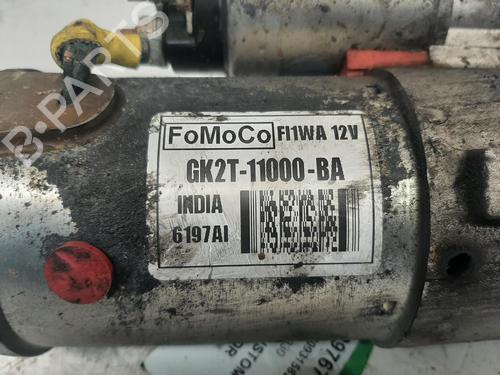 FoMoCo FI1WA 12V
GK2T-11000-BA
INDIA
6197AI
B-PARTS